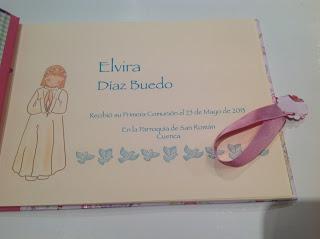 Elvira
Díaz Buedo
Recibió su Primera Comunión el 25 de Mayo de 2013
En la Parroquia de San Román
Cuenca